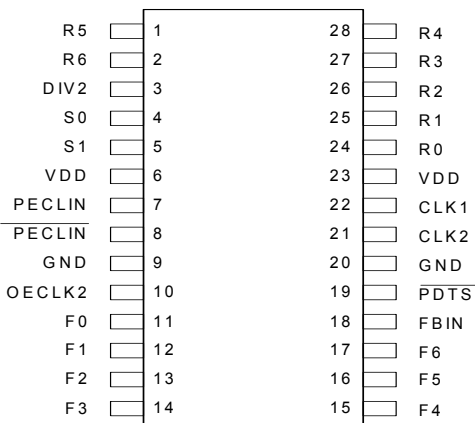 R5 1 28 R4
R6 2 27 R3
DIV2 3 26 R2
S0 4 25 R1
S1 5 24 R0
VDD 6 23 VDD
PECLIN 7 22 CLK1
PECLIN 8 21 CLK2
GND 9 20 GND
OECLK2 10 19 PDTS
F0 11 18 FBIN
F1 12 17 F6
F2 13 16 F5
F3 14 15 F4